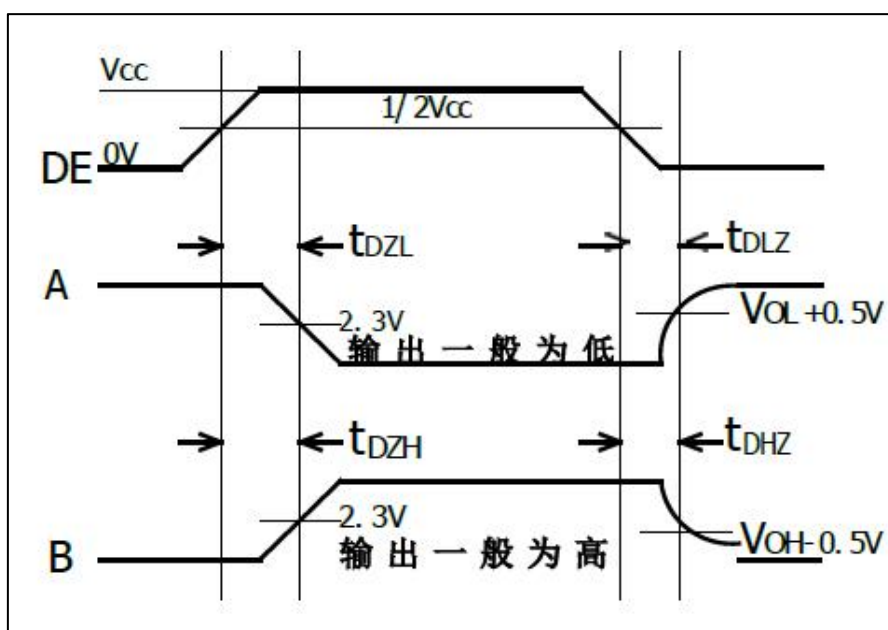 Vcc
1/2Vcc
DE 0V
tDZL
tDLZ
A
2.3V
VOL+0.5V
输出一般为低
tDZH
tDHZ
2.3V
VOH-0.5V
B
输出一般为高